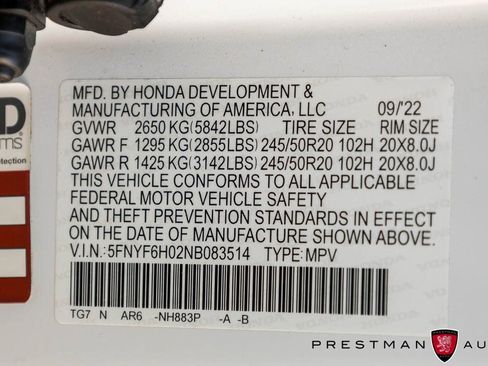 MFD. BY HONDA DEVELOPMENT &
MANUFACTURING OF AMERICA, LLC 09/'22
GVWR 2650 KG(5842LBS) TIRE SIZE RIM SIZE
GAWR F 1295 KG(2855LBS) 245/50R20 102H 20X8.0J
GAWR R 1425 KG(3142LBS) 245/50R20 102H 20X8.0J
THIS VEHICLE CONFORMS TO ALL APPLICABLE
FEDERAL MOTOR VEHICLE SAFETY
AND THEFT PREVENTION STANDARDS IN EFFECT
ON THE DATE OF MANUFACTURE SHOWN ABOVE.
V.I.N.: 5FNYF6H02NB083514 TYPE: MPV
TG7 N AR6 -NH883P -A -B
PRESTMAN AU